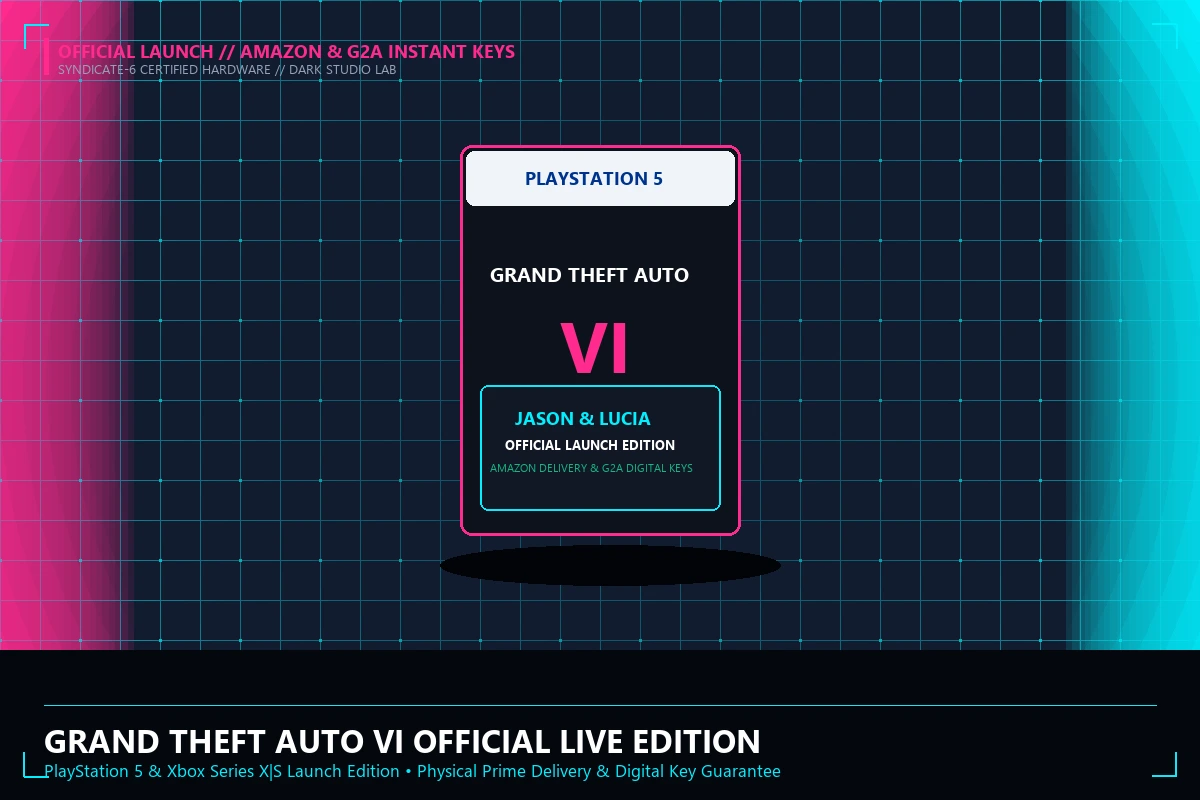 OFFICIAL LAUNCH // AMAZON & G2A INSTANT KEYS
SYNDICATE-6 CERTIFIED HARDWARE // DARK STUDIO LAB
PLAYSTATION 5
GRAND THEFT AUTO
VI
JASON & LUCIA
OFFICIAL LAUNCH EDITION
AMAZON DELIVERY & G2A DIGITAL KEYS
GRAND THEFT AUTO VI OFFICIAL LIVE EDITION
PlayStation 5 & Xbox Series X|S Launch Edition • Physical Prime Delivery & Digital Key Guarantee